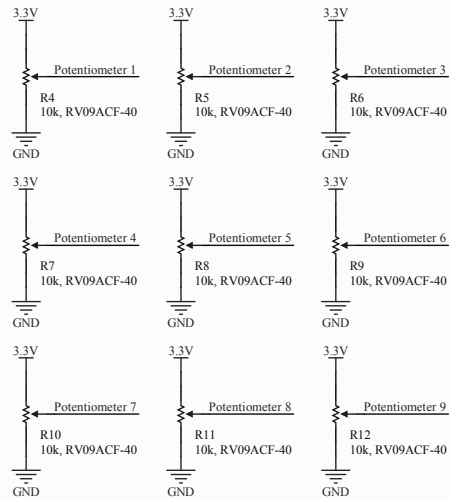 3.3V 3.3V 3.3V
Potentiometer 1 Potentiometer 2 Potentiometer 3
R4 R5 R6
10k, RV09ACF-40 10k, RV09ACF-40 10k, RV09ACF-40
GND GND GND
3.3V 3.3V 3.3V
Potentiometer 4 Potentiometer 5 Potentiometer 6
R7 R8 R9
10k, RV09ACF-40 10k, RV09ACF-40 10k, RV09ACF-40
GND GND GND
3.3V 3.3V 3.3V
Potentiometer 7 Potentiometer 8 Potentiometer 9
R10 R11 R12
10k, RV09ACF-40 10k, RV09ACF-40 10k, RV09ACF-40
GND GND GND